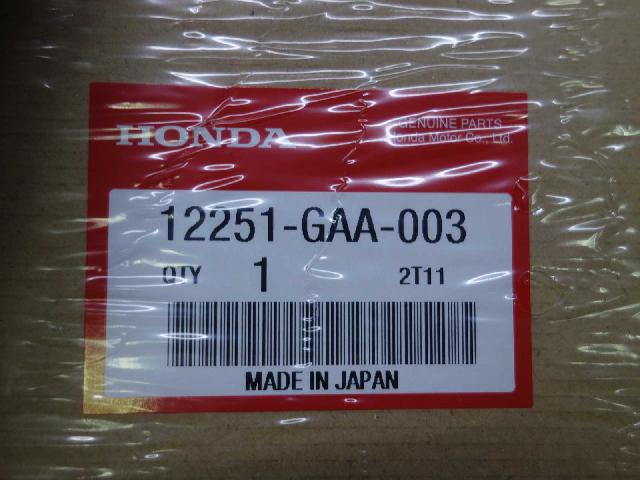 HONDA
GENUINE PARTS
Honda Motor Co., Ltd.
12251-GAA-003
QTY 1 2T11
MADE IN JAPAN